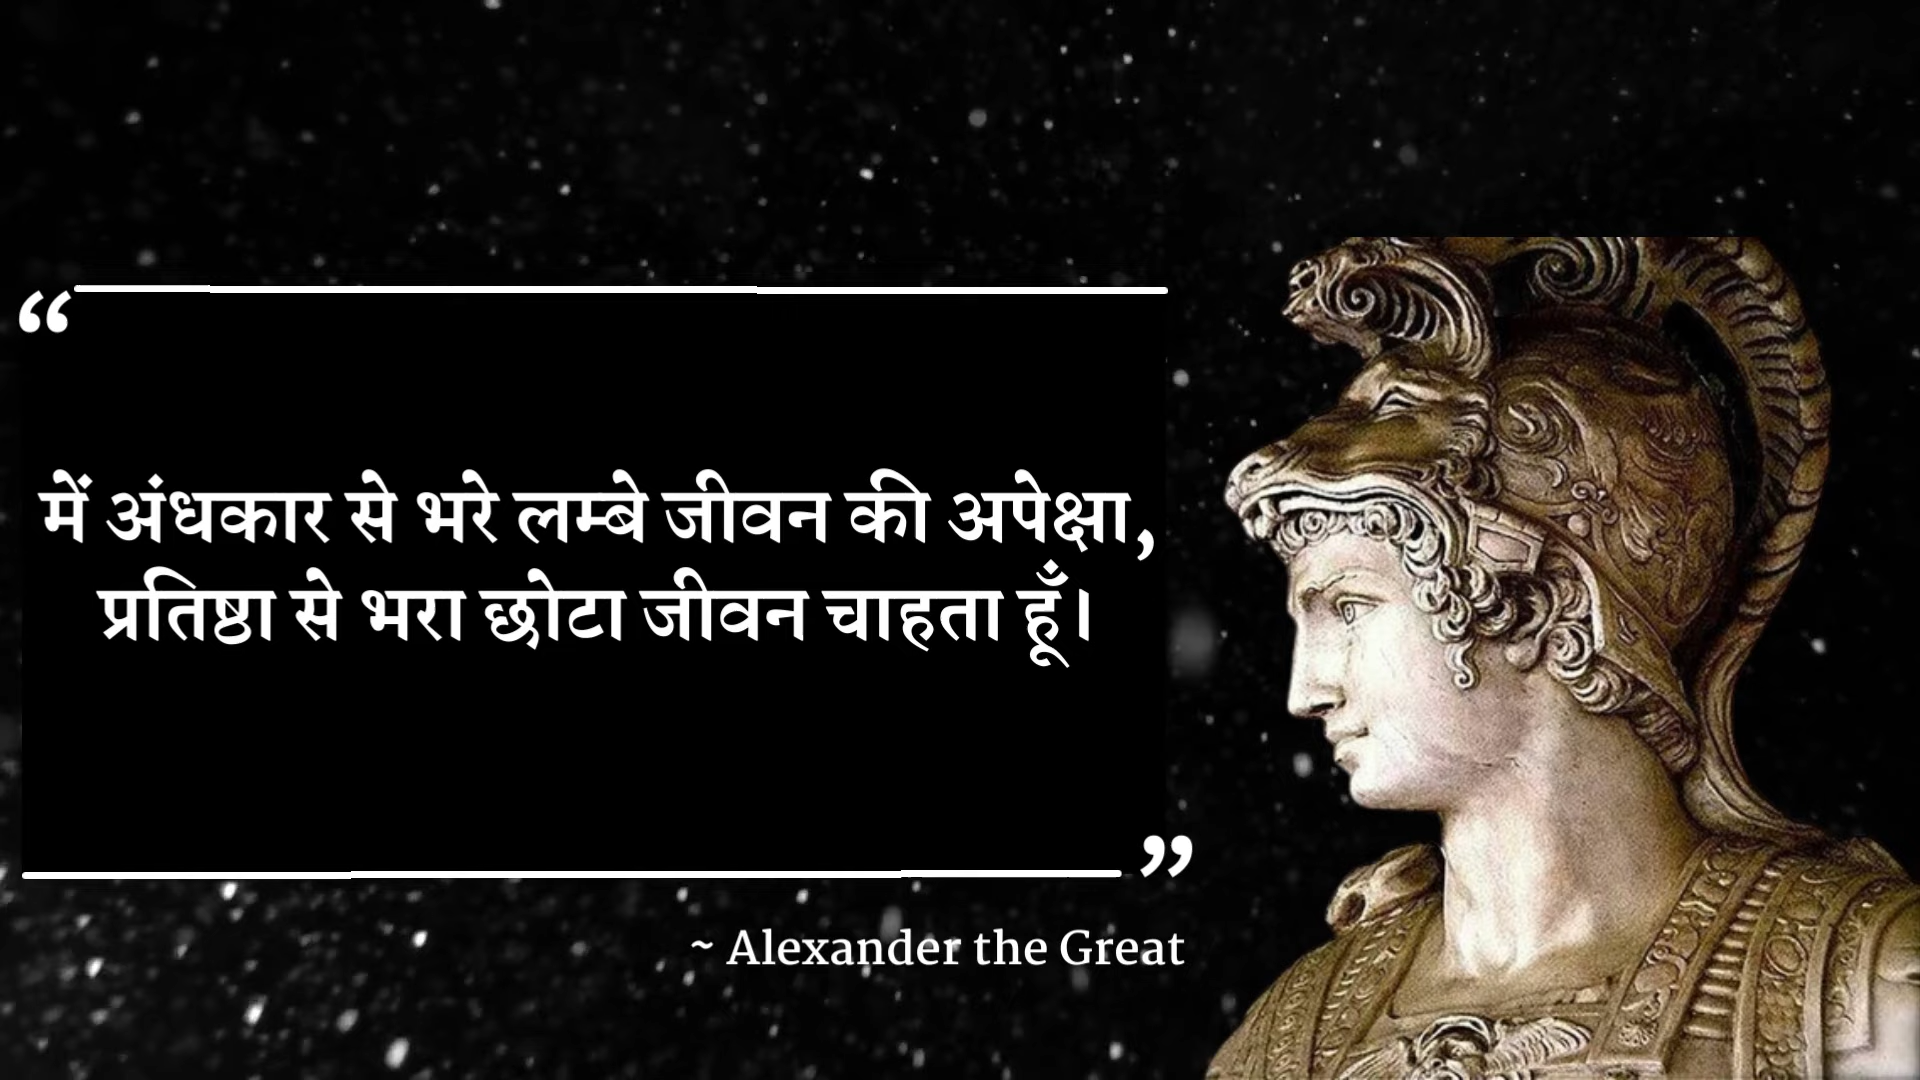 “
में अंधकार से भरे लम्बे जीवन की अपेक्षा,
प्रतिष्ठा से भरा छोटा जीवन चाहता हूँ।
”
~ Alexander the Great